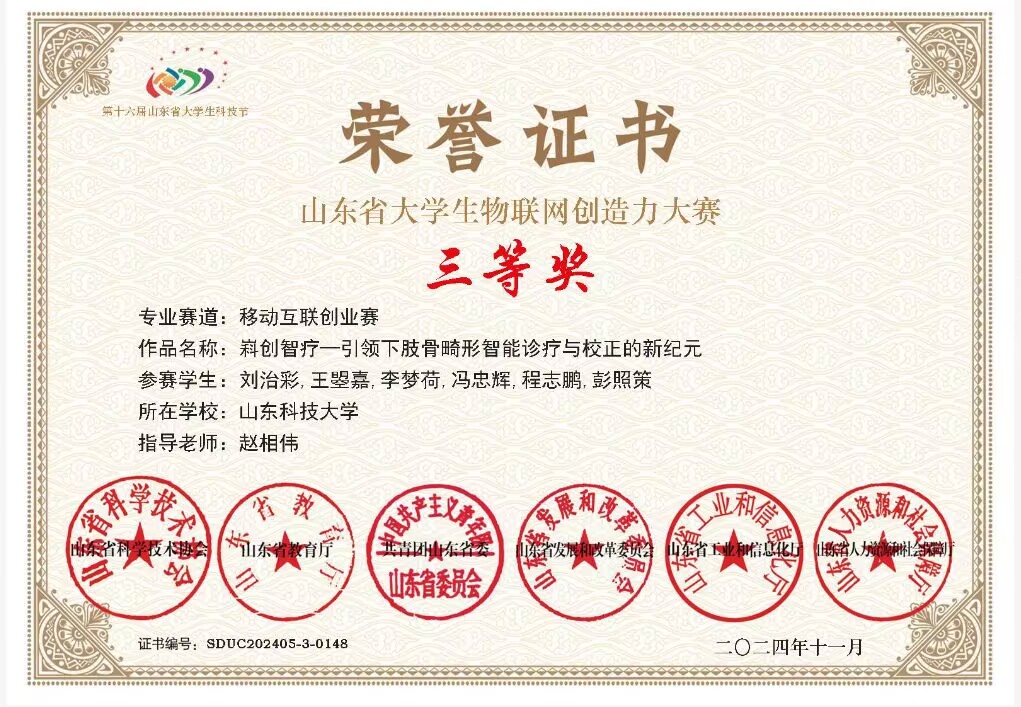 第十六届山东省大学生科技节
荣誉证书
山东省大学生物联网创造力大赛
三等奖
专业赛道：移动互联创业赛
作品名称：斟创智疗—引领下肢骨畸形智能诊疗与校正的新纪元
参赛学生：刘治彩, 王曌嘉, 李梦荷, 冯忠辉, 程志鹏, 彭照策
所在学校：山东科技大学
指导老师：赵相伟
山东省科学技术协会
山东省科学技术协会
山东省教育厅
山东省教育厅
中国共产主义青年团
共青团山东省委
山东省委员会
山东省发展和改革委员会
山东省发展和改革委员会
山东省工业和信息化厅
山东省工业和信息化厅
山东省人力资源和社会保障厅
山东省人力资源和社会保障厅
证书编号：SDUC202405-3-0148
二〇二四年十一月